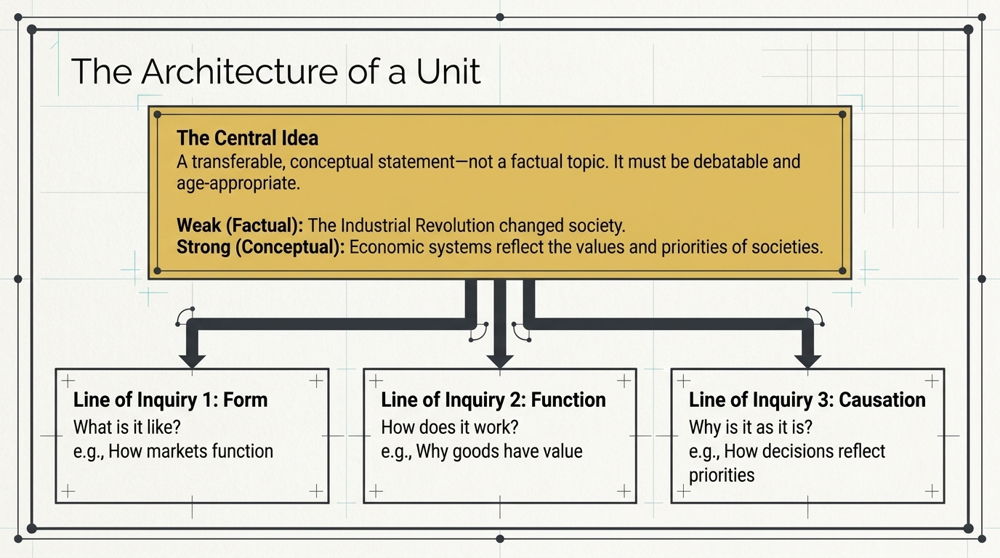 The Architecture of a Unit
The Central Idea
A transferable, conceptual statement—not a factual topic. It must be debatable and
age-appropriate.
Weak (Factual): The Industrial Revolution changed society.
Strong (Conceptual): Economic systems reflect the values and priorities of societies.
Line of Inquiry 1: Form
What is it like?
e.g., How markets function
Line of Inquiry 2: Function
How does it work?
e.g., Why goods have value
Line of Inquiry 3: Causation
Why is it as it is?
e.g., How decisions reflect
priorities